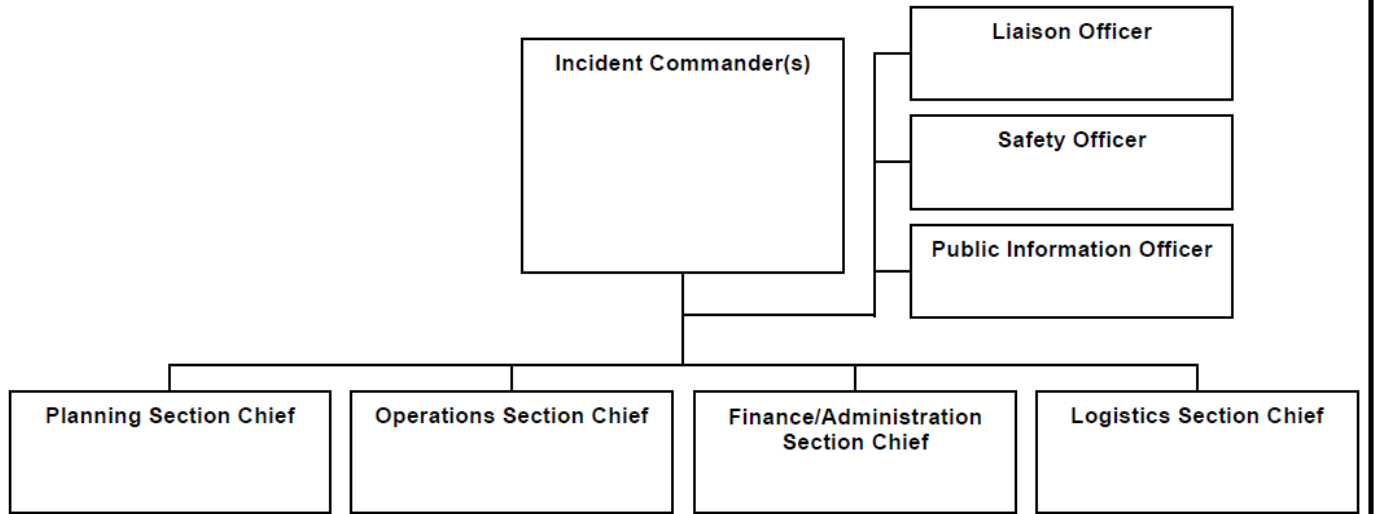 Incident Commander(s)
Liaison Officer
Safety Officer
Public Information Officer
Planning Section Chief
Operations Section Chief
Finance/Administration
Section Chief
Logistics Section Chief